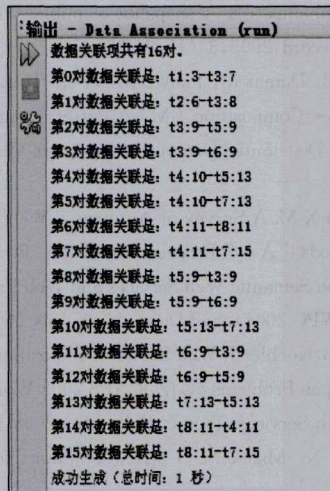 输出 - Data Association (run)
数据关联项共有16对。
第0对数据关联是: t1:3-t3:7
第1对数据关联是: t2:6-t3:8
第2对数据关联是: t3:9-t5:9
第3对数据关联是: t3:9-t6:9
第4对数据关联是: t4:10-t5:13
第5对数据关联是: t4:10-t7:13
第6对数据关联是: t4:11-t8:11
第7对数据关联是: t4:11-t7:15
第8对数据关联是: t5:9-t3:9
第9对数据关联是: t5:9-t6:9
第10对数据关联是: t5:13-t7:13
第11对数据关联是: t6:9-t3:9
第12对数据关联是: t6:9-t5:9
第13对数据关联是: t7:13-t5:13
第14对数据关联是: t8:11-t4:11
第15对数据关联是: t8:11-t7:15
成功生成（总时间: 1 秒）